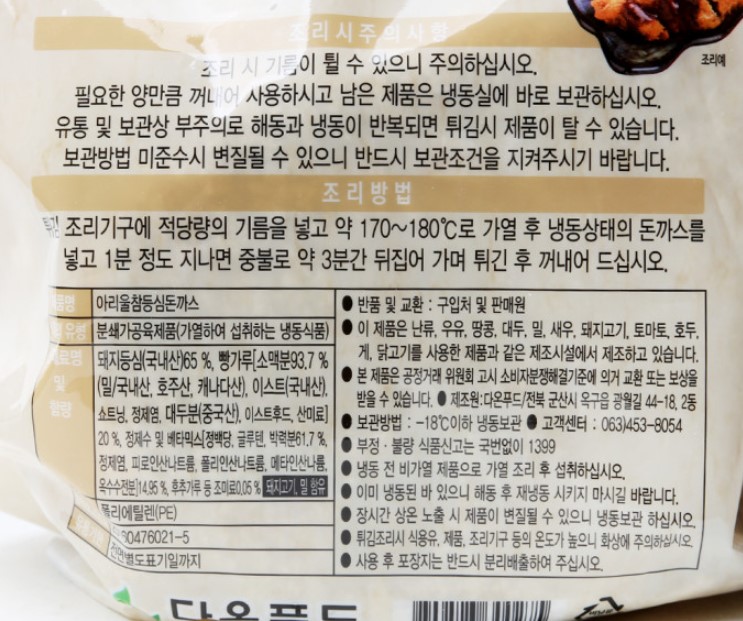 조리시주의사항
조리예
조리 시 기름이 튈 수 있으니 주의하십시오.
필요한 양만큼 꺼내어 사용하시고 남은 제품은 냉동실에 바로 보관하십시오.
유통 및 보관상 부주의로 해동과 냉동이 반복되면 튀김시 제품이 탈 수 있습니다.
보관방법 미준수시 변질될 수 있으니 반드시 보관조건을 지켜주시기 바랍니다.
조리방법
튀김 조리기구에 적당량의 기름을 넣고 약 170~180℃로 가열 후 냉동상태의 돈까스를
넣고 1분 정도 지나면 중불로 약 3분간 뒤집어 가며 튀긴 후 꺼내어 드십시오.
품명 아리울참등심돈까스
유형 분쇄가공육제품(가열하여 섭취하는 냉동식품)
료명 및 함량
돼지등심(국내산)65 %, 빵가루[소맥분93.7 %
(밀/국내산, 호주산, 캐나다산), 이스트(국내산),
쇼트닝, 정제염, 대두분(중국산), 이스트후드, 산미료]
20 %, 정제수 및 베타믹스[정백당, 글루텐, 박력분61.7 %,
정제염, 피로인산나트륨, 폴리인산나트륨, 메타인산나트륨,
옥수수전분]14.95 %, 후추가루 등 조미료0.05 % 돼지고기, 밀 함유
폴리에틸렌(PE)
60476021-5
전면별도표기일까지
● 반품 및 교환 : 구입처 및 판매원
● 이 제품은 난류, 우유, 땅콩, 대두, 밀, 새우, 돼지고기, 토마토, 호두,
게, 닭고기를 사용한 제품과 같은 제조시설에서 제조하고 있습니다.
● 본 제품은 공정거래 위원회 고시 소비자분쟁해결기준에 의거 교환 또는 보상을
받을 수 있습니다. ● 제조원:다온푸드/전북 군산시 옥구읍 광월길 44-18, 2동
● 보관방법 : -18℃이하 냉동보관 ● 고객센터 : 063)453-8054
● 부정·불량 식품신고는 국번없이 1399
● 냉동 전 비가열 제품으로 가열 조리 후 섭취하십시오.
● 이미 냉동된 바 있으니 해동 후 재냉동 시키지 마시길 바랍니다.
● 장시간 상온 노출 시 제품이 변질될 수 있으니 냉동보관 하십시오.
● 튀김조리시 식용유, 제품, 조리기구 등의 온도가 높으니 화상에 주의하십시오.
● 사용 후 포장지는 반드시 분리배출하여 주십시오.
다온푸드